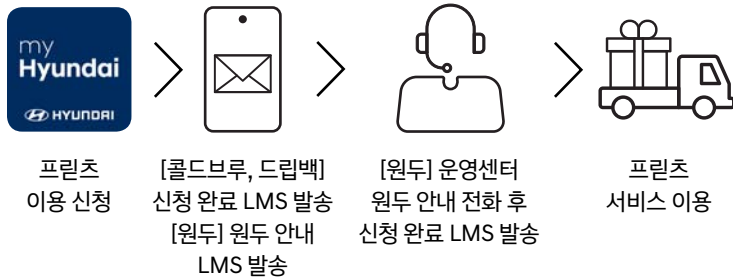 my
Hyundai
HYUNDAI
프릳츠
이용 신청
[콜드브루, 드립백]
신청 완료 LMS 발송
[원두] 원두 안내
LMS 발송
[원두] 운영센터
원두 안내 전화 후
신청 완료 LMS 발송
프릳츠
서비스 이용